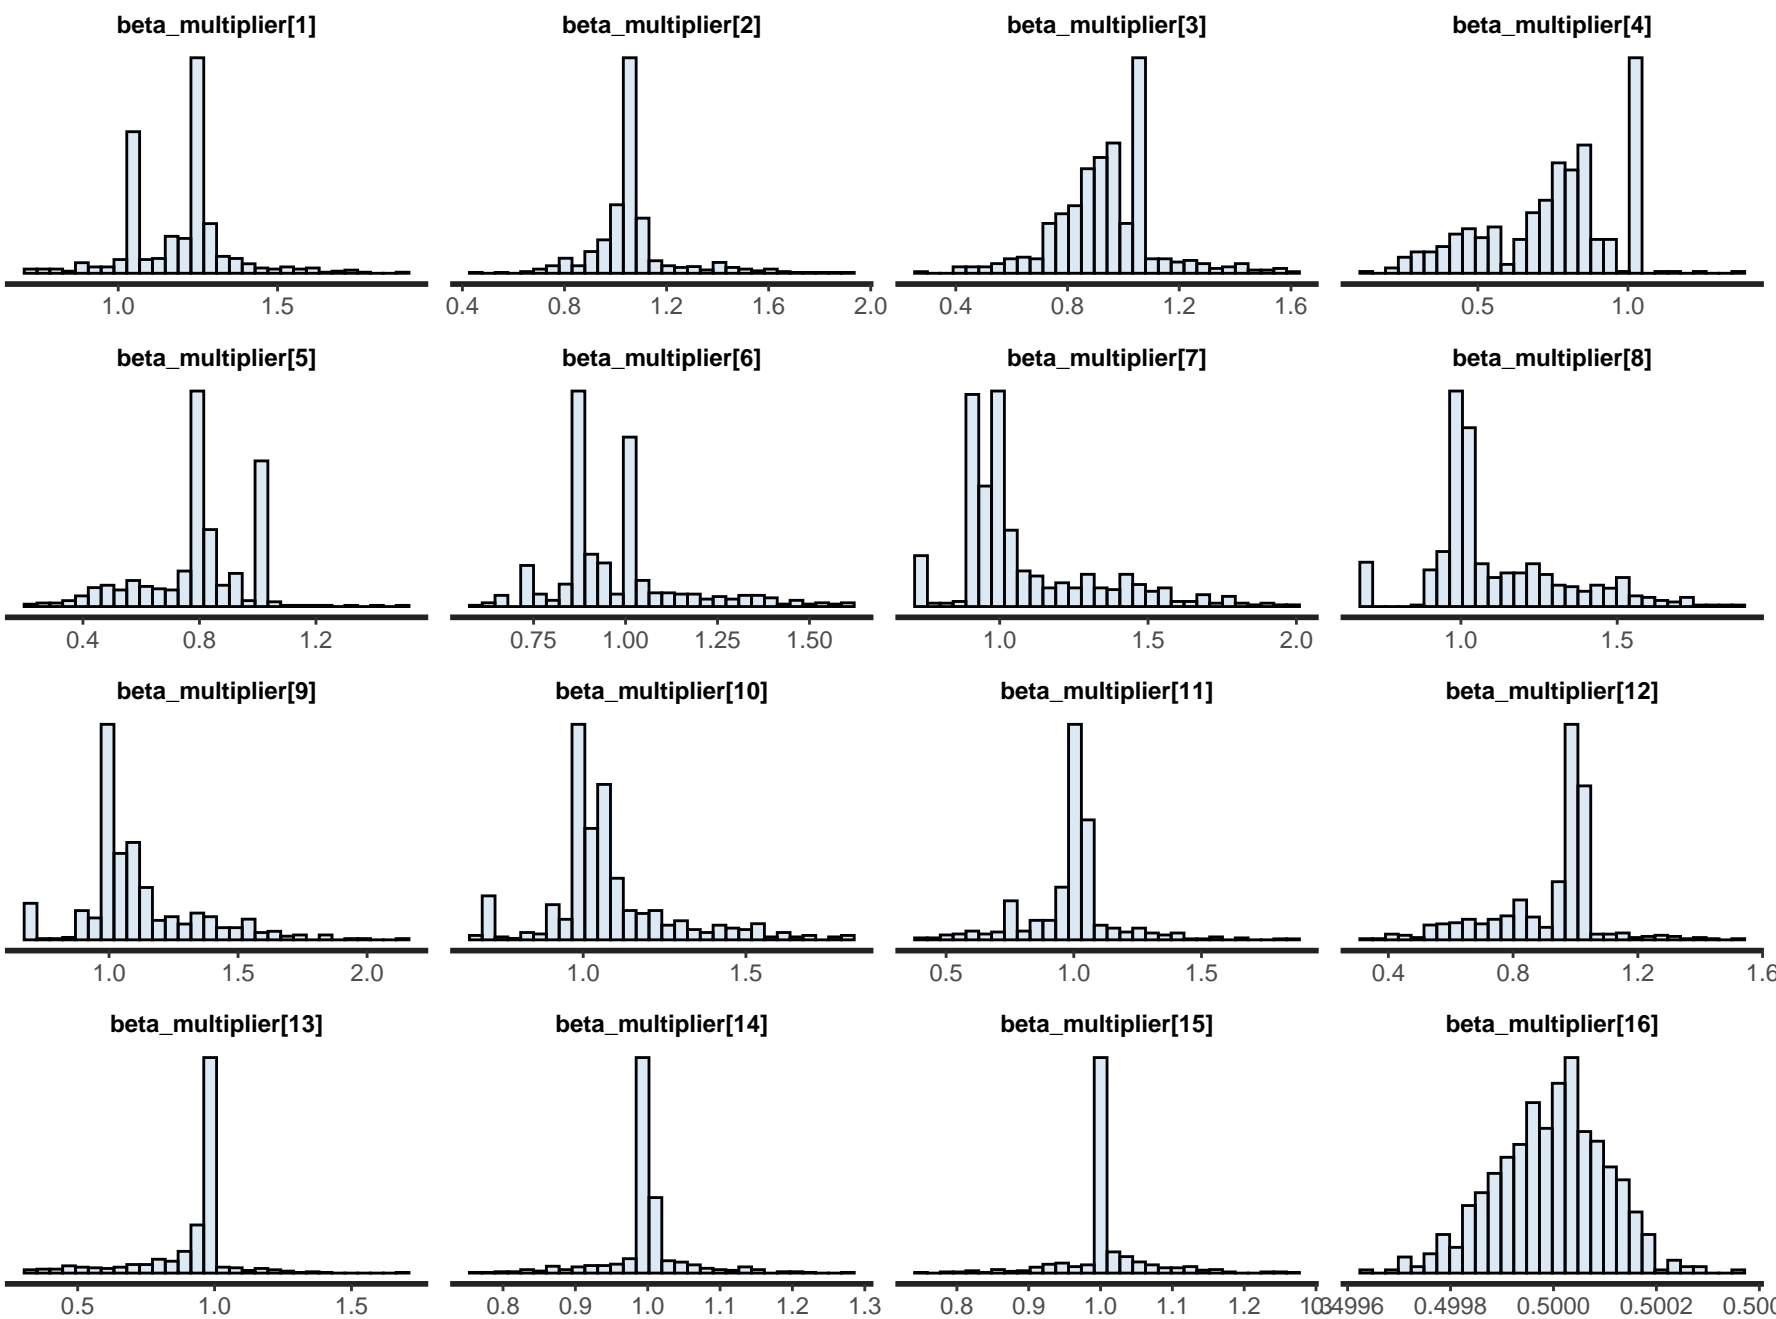 beta_multiplier[1] beta_multiplier[2] beta_multiplier[3] beta_multiplier[4]
1.0 1.5 0.4 0.8 1.2 1.6 2.0 0.4 0.8 1.2 1.6 0.5 1.0
beta_multiplier[5] beta_multiplier[6] beta_multiplier[7] beta_multiplier[8]
0.4 0.8 1.2 0.75 1.00 1.25 1.50 1.0 1.5 2.0 1.0 1.5
beta_multiplier[9] beta_multiplier[10] beta_multiplier[11] beta_multiplier[12]
1.0 1.5 2.0 1.0 1.5 0.5 1.0 1.5 0.4 0.8 1.2 1.6
beta_multiplier[13] beta_multiplier[14] beta_multiplier[15] beta_multiplier[16]
0.5 1.0 1.5 0.8 0.9 1.0 1.1 1.2 1.3 0.8 0.9 1.0 1.1 1.2 0.4998 0.5000 0.5002